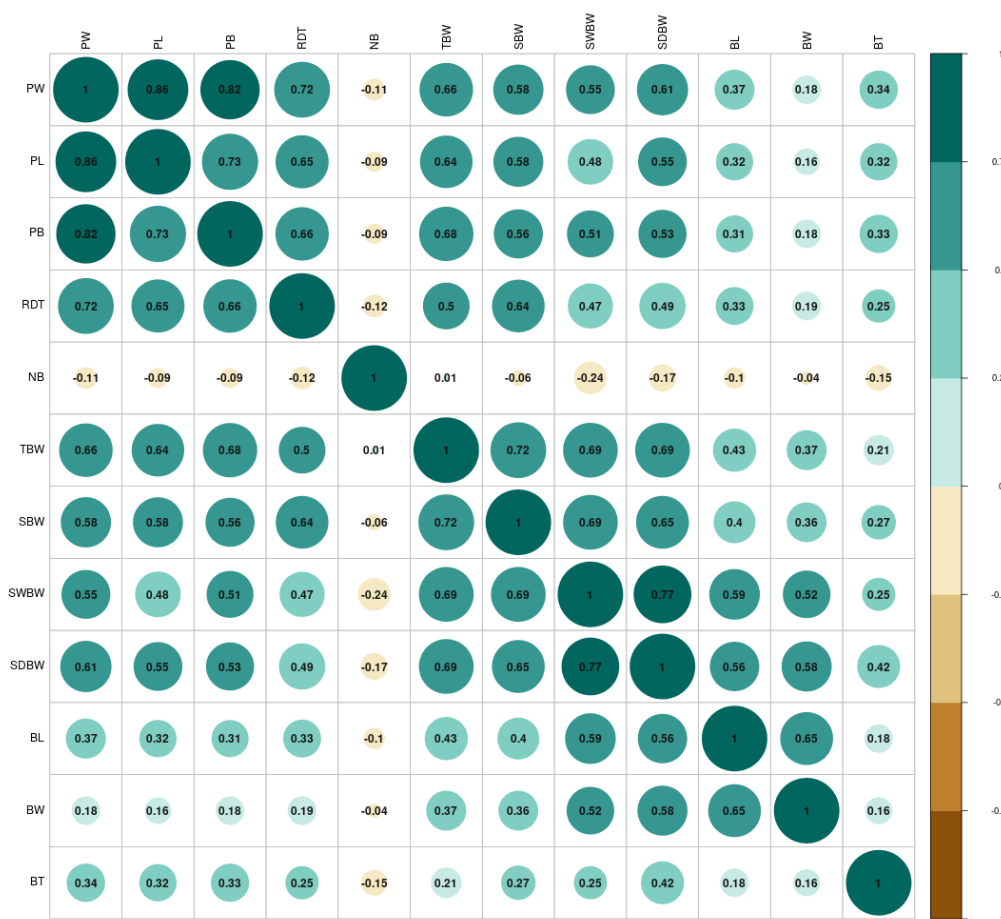 PW PL PB RDT NB TBW SBW SWBW SDBW BL BW BT
PW 1 0.86 0.82 0.72 -0.11 0.66 0.58 0.55 0.61 0.37 0.18 0.34
PL 0.86 1 0.73 0.65 -0.09 0.64 0.58 0.48 0.55 0.32 0.16 0.32
PB 0.82 0.73 1 0.66 -0.09 0.68 0.56 0.51 0.53 0.31 0.18 0.33
RDT 0.72 0.65 0.66 1 -0.12 0.5 0.64 0.47 0.49 0.33 0.19 0.25
NB -0.11 -0.09 -0.09 -0.12 1 0.01 -0.06 -0.24 -0.17 -0.1 -0.04 -0.15
TBW 0.66 0.64 0.68 0.5 0.01 1 0.72 0.69 0.69 0.43 0.37 0.21
SBW 0.58 0.58 0.56 0.64 -0.06 0.72 1 0.69 0.65 0.4 0.36 0.27
SWBW 0.55 0.48 0.51 0.47 -0.24 0.69 0.69 1 0.77 0.59 0.52 0.25
SDBW 0.61 0.55 0.53 0.49 -0.17 0.69 0.65 0.77 1 0.56 0.58 0.42
BL 0.37 0.32 0.31 0.33 -0.1 0.43 0.4 0.59 0.56 1 0.65 0.18
BW 0.18 0.16 0.18 0.19 -0.04 0.37 0.36 0.52 0.58 0.65 1 0.16
BT 0.34 0.32 0.33 0.25 -0.15 0.21 0.27 0.25 0.42 0.18 0.16 1